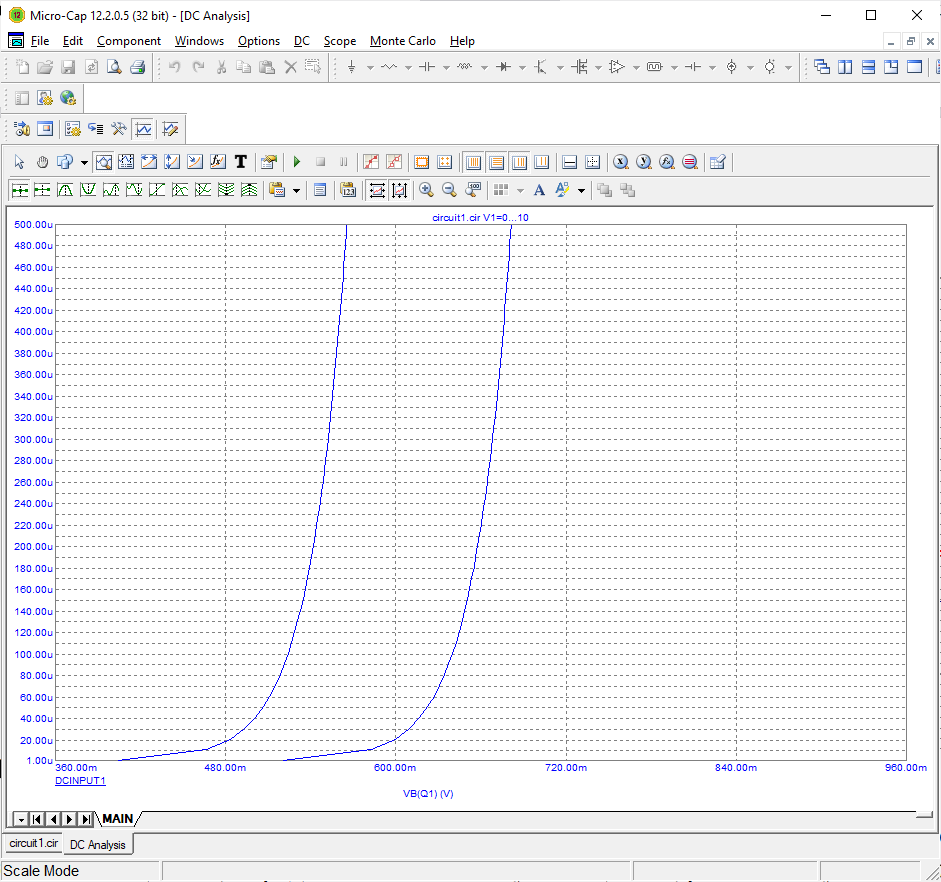 Micro-Cap 12.2.0.5 (32 bit) - [DC Analysis]
File Edit Component Windows Options DC Scope Monte Carlo Help
circuit1.cir V1=0...10
500.00u
480.00u
460.00u
440.00u
420.00u
400.00u
380.00u
360.00u
340.00u
320.00u
300.00u
280.00u
260.00u
240.00u
220.00u
200.00u
180.00u
160.00u
140.00u
120.00u
100.00u
80.00u
60.00u
40.00u
20.00u
1.00u
360.00m 480.00m 600.00m 720.00m 840.00m 960.00m
DCINPUT1
VB(Q1) (V)
MAIN
circuit1.cir DC Analysis
Scale Mode